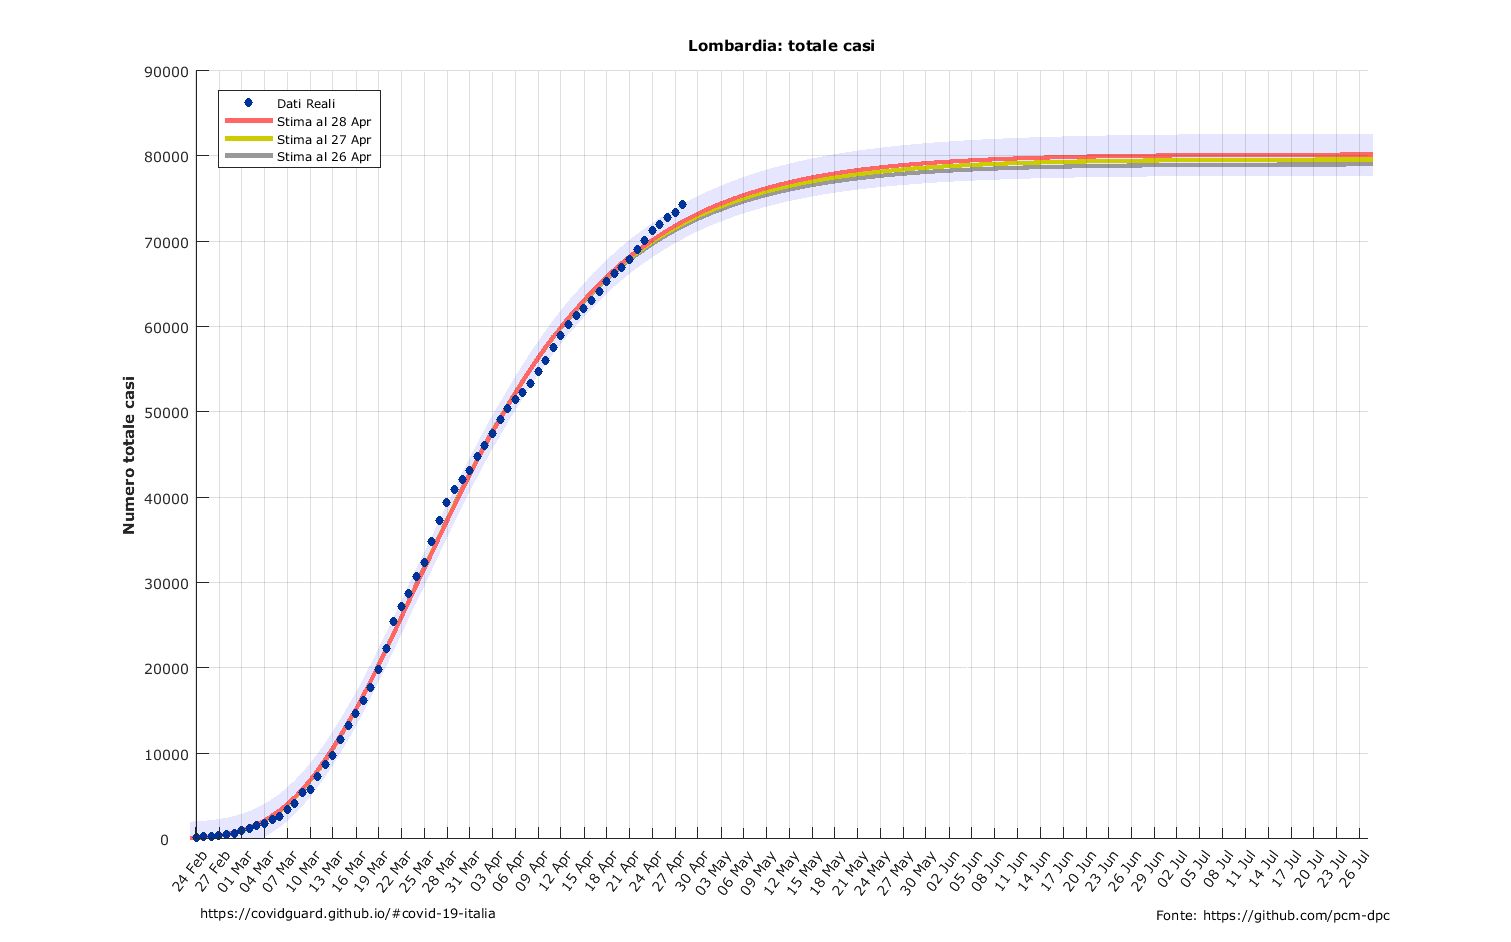 Lombardia: totale casi
90000
80000
70000
60000
50000
40000
30000
20000
10000
0
Numero totale casi
Dati Reali
Stima al 28 Apr
Stima al 27 Apr
Stima al 26 Apr
24 Feb
27 Feb
01 Mar
04 Mar
07 Mar
10 Mar
13 Mar
16 Mar
19 Mar
22 Mar
25 Mar
28 Mar
31 Mar
03 Apr
06 Apr
09 Apr
12 Apr
15 Apr
18 Apr
21 Apr
24 Apr
27 Apr
30 Apr
03 May
06 May
09 May
12 May
15 May
18 May
21 May
24 May
27 May
30 May
02 Jun
05 Jun
08 Jun
11 Jun
14 Jun
17 Jun
20 Jun
23 Jun
26 Jun
29 Jun
02 Jul
05 Jul
08 Jul
11 Jul
14 Jul
17 Jul
20 Jul
23 Jul
26 Jul
https://covidguard.github.io/#covid-19-italia
Fonte: https://github.com/pcm-dpc